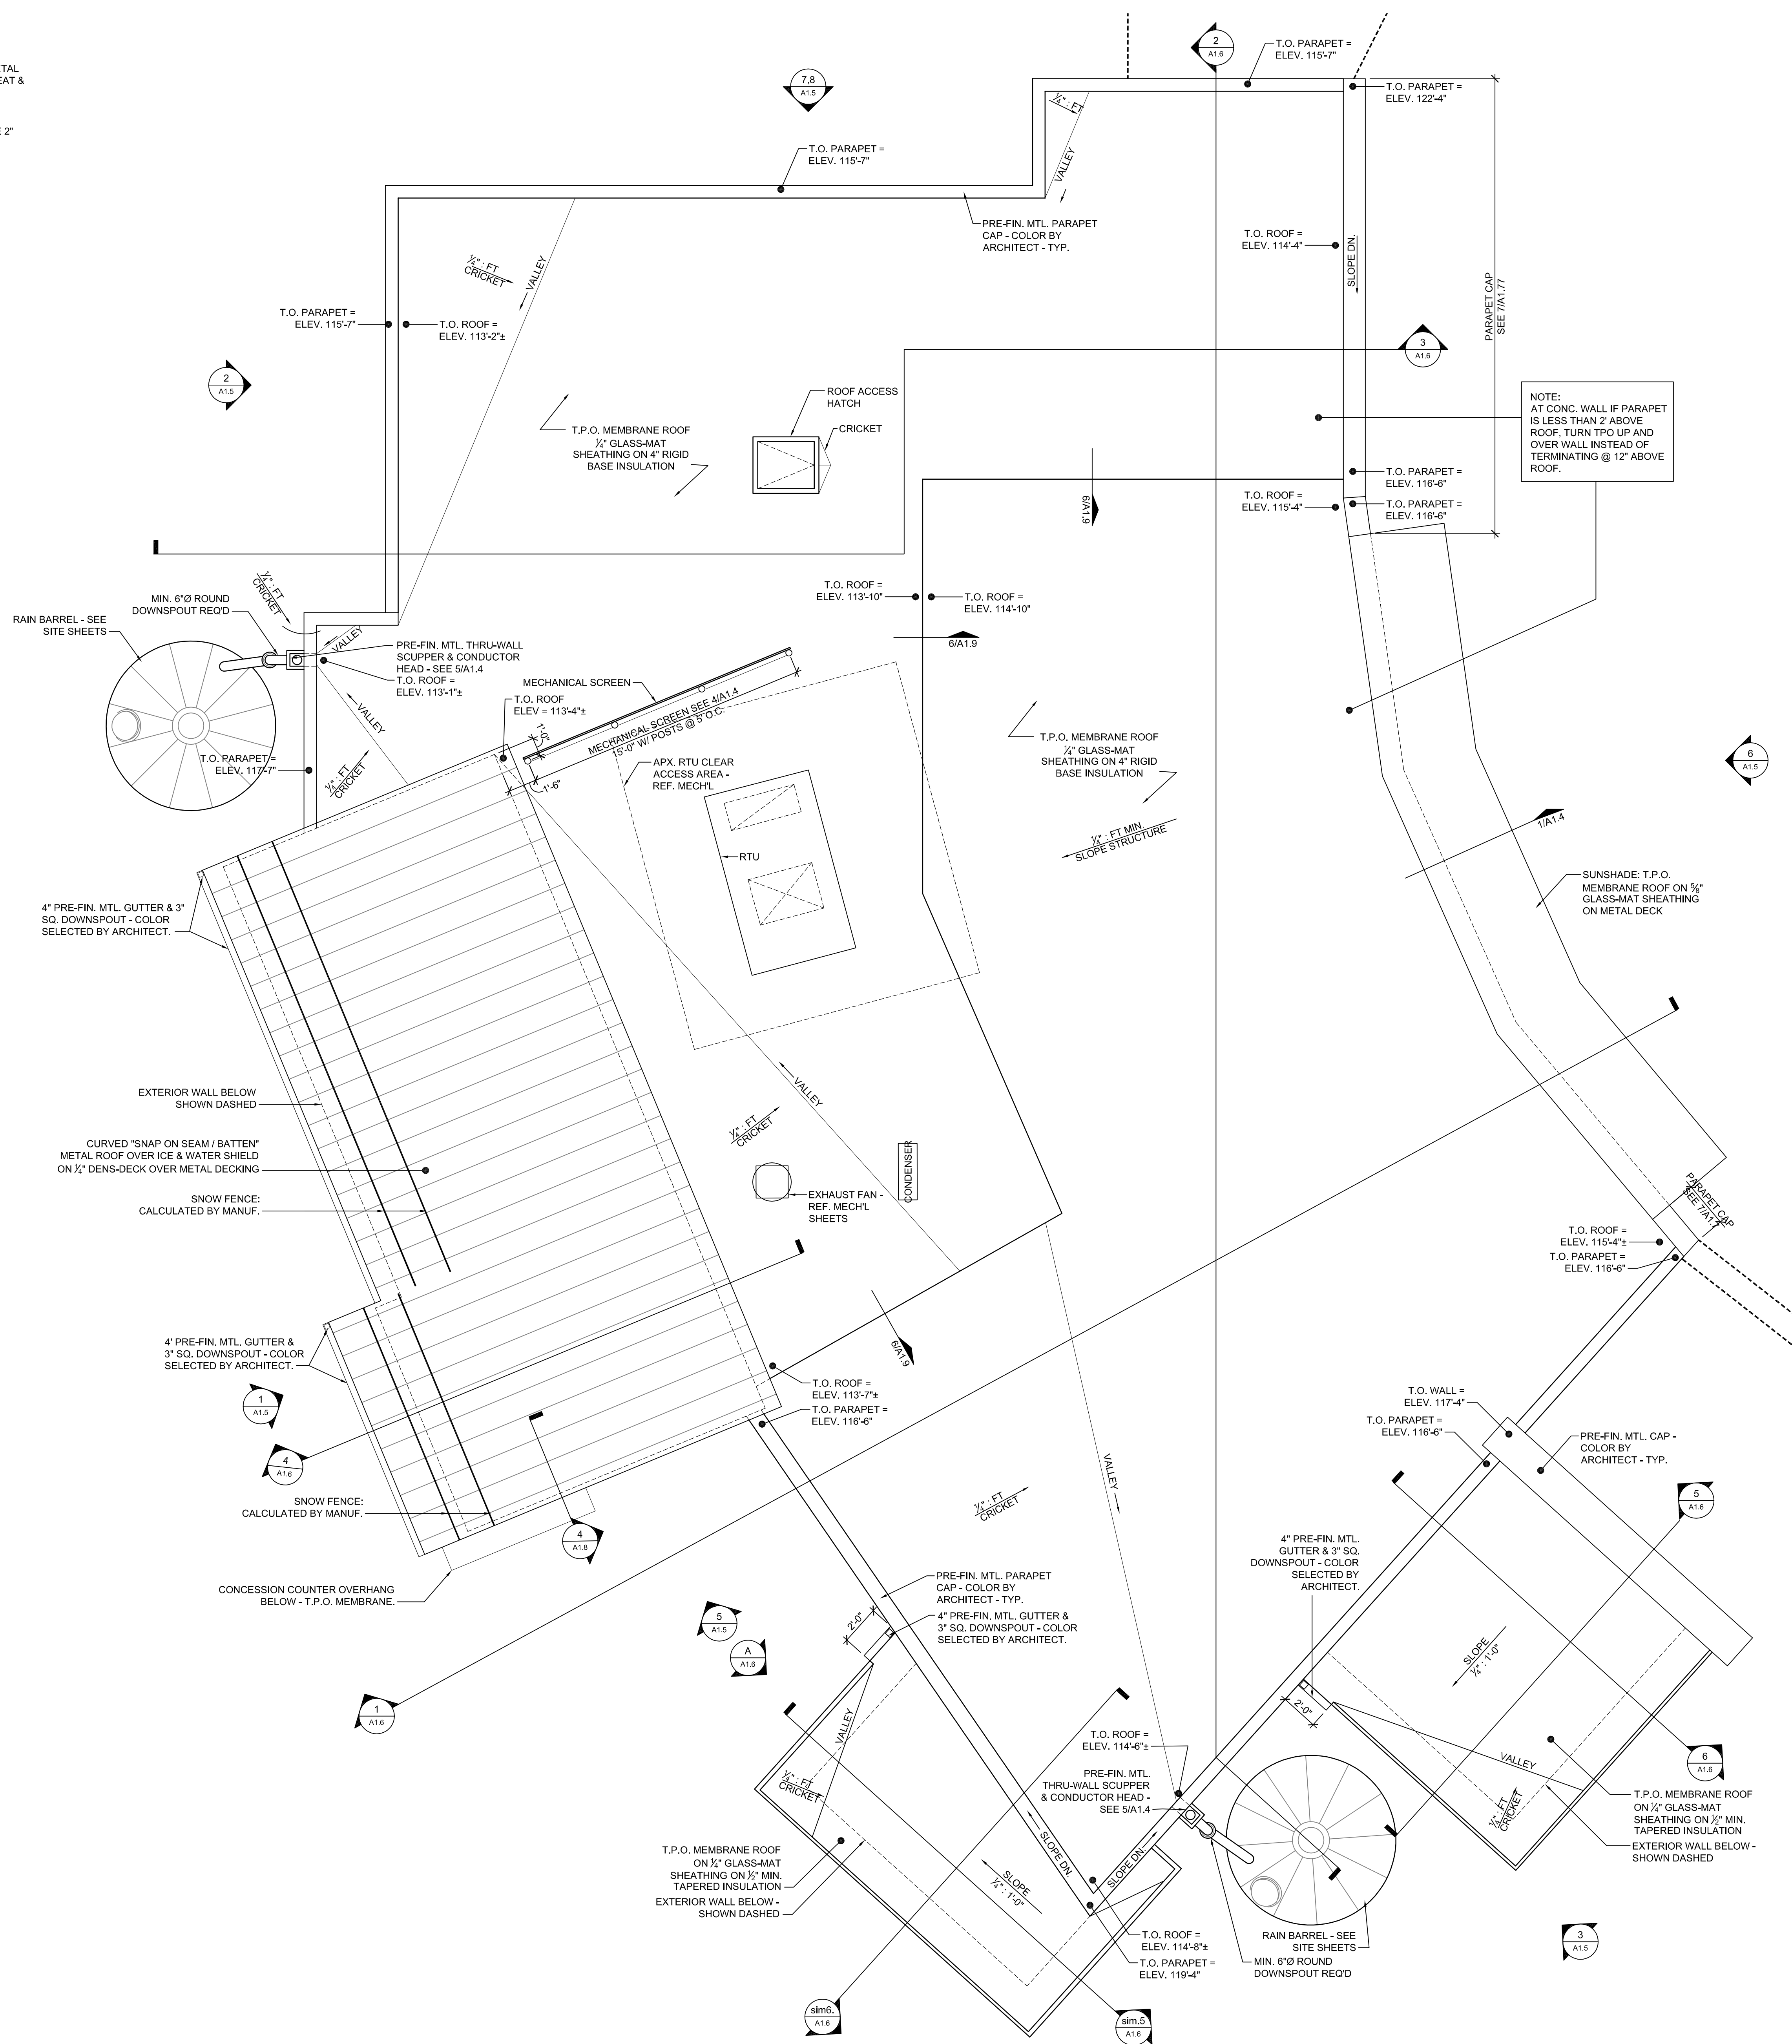 ETAL
EAT &
E 2"
7,8
A1.5
2
A1.6
T.O. PARAPET =
ELEV. 115'-7"
T.O. PARAPET =
ELEV. 122'-4"
¼" : FT
VALLEY
T.O. PARAPET =
ELEV. 115'-7"
PRE-FIN. MTL. PARAPET
CAP - COLOR BY
ARCHITECT - TYP.
T.O. ROOF =
ELEV. 114'-4"
SLOPE DN.
PARAPET CAP
SEE 7/A1.77
¼" : FT
CRICKET
VALLEY
T.O. PARAPET =
ELEV. 115'-7"
T.O. ROOF =
ELEV. 113'-2"±
2
A1.5
3
A1.6
ROOF ACCESS
HATCH
CRICKET
T.P.O. MEMBRANE ROOF
¼" GLASS-MAT
SHEATHING ON 4" RIGID
BASE INSULATION
NOTE:
AT CONC. WALL IF PARAPET
IS LESS THAN 2' ABOVE
ROOF, TURN TPO UP AND
OVER WALL INSTEAD OF
TERMINATING @ 12" ABOVE
ROOF.
T.O. PARAPET =
ELEV. 116'-6"
T.O. ROOF =
ELEV. 115'-4"
T.O. PARAPET =
ELEV. 116'-6"
6/A1.9
¼" : FT
CRICKET
MIN. 6"Ø ROUND
DOWNSPOUT REQ'D
RAIN BARREL - SEE
SITE SHEETS
VALLEY
PRE-FIN. MTL. THRU-WALL
SCUPPER & CONDUCTOR
HEAD - SEE 5/A1.4
T.O. ROOF =
ELEV. 113'-1"±
T.O. ROOF =
ELEV. 113'-10"
T.O. ROOF =
ELEV. 114'-10"
6/A1.9
MECHANICAL SCREEN
T.O. ROOF
ELEV = 113'-4"±
MECHANICAL SCREEN SEE 4/A1.4
15'-0" W/ POSTS @ 5' O.C.
1'-0"
1'-6"
VALLEY
T.O. PARAPET =
ELEV. 117'-7"
¼" : FT
CRICKET
APX. RTU CLEAR
ACCESS AREA -
REF. MECH'L
RTU
T.P.O. MEMBRANE ROOF
¼" GLASS-MAT
SHEATHING ON 4" RIGID
BASE INSULATION
¼" : FT MIN.
SLOPE STRUCTURE
6
A1.5
1/A1.4
SUNSHADE: T.P.O.
MEMBRANE ROOF ON ⅝"
GLASS-MAT SHEATHING
ON METAL DECK
4" PRE-FIN. MTL. GUTTER & 3"
SQ. DOWNSPOUT - COLOR
SELECTED BY ARCHITECT.
EXTERIOR WALL BELOW
SHOWN DASHED
CURVED "SNAP ON SEAM / BATTEN"
METAL ROOF OVER ICE & WATER SHIELD
ON ¼" DENS-DECK OVER METAL DECKING
SNOW FENCE:
CALCULATED BY MANUF.
VALLEY
¼" : FT
CRICKET
EXHAUST FAN -
REF. MECH'L
SHEETS
CONDENSER
PARAPET CAP
SEE 7/A1.7
T.O. ROOF =
ELEV. 115'-4"±
T.O. PARAPET =
ELEV. 116'-6"
4' PRE-FIN. MTL. GUTTER &
3" SQ. DOWNSPOUT - COLOR
SELECTED BY ARCHITECT.
6/A1.9
1
A1.5
T.O. ROOF =
ELEV. 113'-7"±
T.O. PARAPET =
ELEV. 116'-6"
T.O. WALL =
ELEV. 117'-4"
T.O. PARAPET =
ELEV. 116'-6"
PRE-FIN. MTL. CAP -
COLOR BY
ARCHITECT - TYP.
4
A1.6
VALLEY
SNOW FENCE:
CALCULATED BY MANUF.
¼" : FT
CRICKET
5
A1.6
4
A1.8
4" PRE-FIN. MTL.
GUTTER & 3" SQ.
DOWNSPOUT - COLOR
SELECTED BY
ARCHITECT.
CONCESSION COUNTER OVERHANG
BELOW - T.P.O. MEMBRANE.
PRE-FIN. MTL. PARAPET
CAP - COLOR BY
ARCHITECT - TYP.
4" PRE-FIN. MTL. GUTTER &
3" SQ. DOWNSPOUT - COLOR
SELECTED BY ARCHITECT.
2'-0"
5
A1.5
A
A1.6
1
A1.6
SLOPE
¼" : 1'-0"
2'-0"
VALLEY
VALLEY
T.O. ROOF =
ELEV. 114'-6"±
PRE-FIN. MTL.
THRU-WALL SCUPPER
& CONDUCTOR HEAD -
SEE 5/A1.4
6
A1.6
¼" : FT
CRICKET
¼" : FT
CRICKET
T.P.O. MEMBRANE ROOF
ON ¼" GLASS-MAT
SHEATHING ON ½" MIN.
TAPERED INSULATION
EXTERIOR WALL BELOW -
SHOWN DASHED
T.P.O. MEMBRANE ROOF
ON ¼" GLASS-MAT
SHEATHING ON ½" MIN.
TAPERED INSULATION
EXTERIOR WALL BELOW -
SHOWN DASHED
SLOPE DN.
SLOPE DN.
SLOPE
¼" : 1'-0"
T.O. ROOF =
ELEV. 114'-8"±
T.O. PARAPET =
ELEV. 119'-4"
RAIN BARREL - SEE
SITE SHEETS
MIN. 6"Ø ROUND
DOWNSPOUT REQ'D
3
A1.5
sim6.
A1.6
sim.5
A1.6